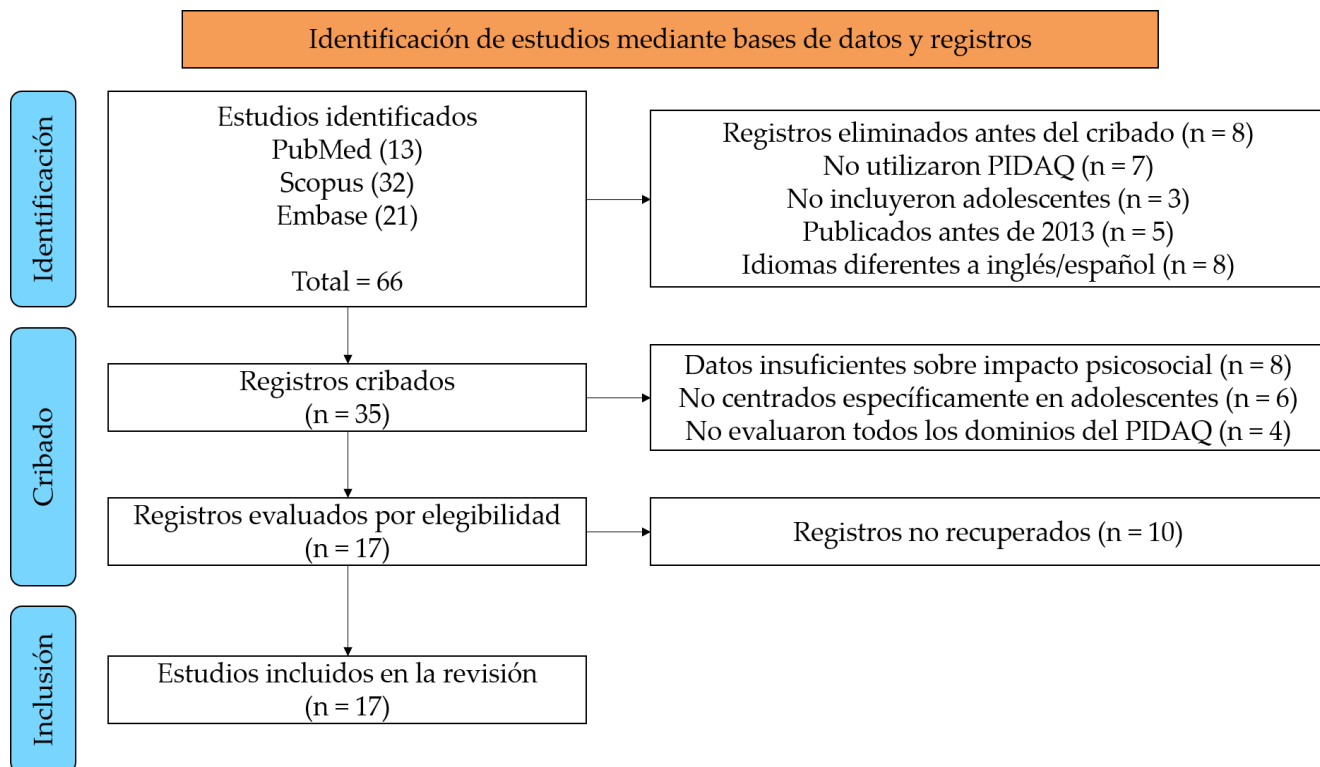 Identificación de estudios mediante bases de datos y registros
Identificación
Estudios identificados
PubMed (13)
Scopus (32)
Embase (21)
Total = 66
Registros eliminados antes del cribado (n = 8)
No utilizaron PIDAQ (n = 7)
No incluyeron adolescentes (n = 3)
Publicados antes de 2013 (n = 5)
Idiomas diferentes a inglés/español (n = 8)
Cribado
Registros cribados
(n = 35)
Datos insuficientes sobre impacto psicosocial (n = 8)
No centrados específicamente en adolescentes (n = 6)
No evaluaron todos los dominios del PIDAQ (n = 4)
Registros evaluados por elegibilidad
(n = 17)
Registros no recuperados (n = 10)
Inclusión
Estudios incluidos en la revisión
(n = 17)